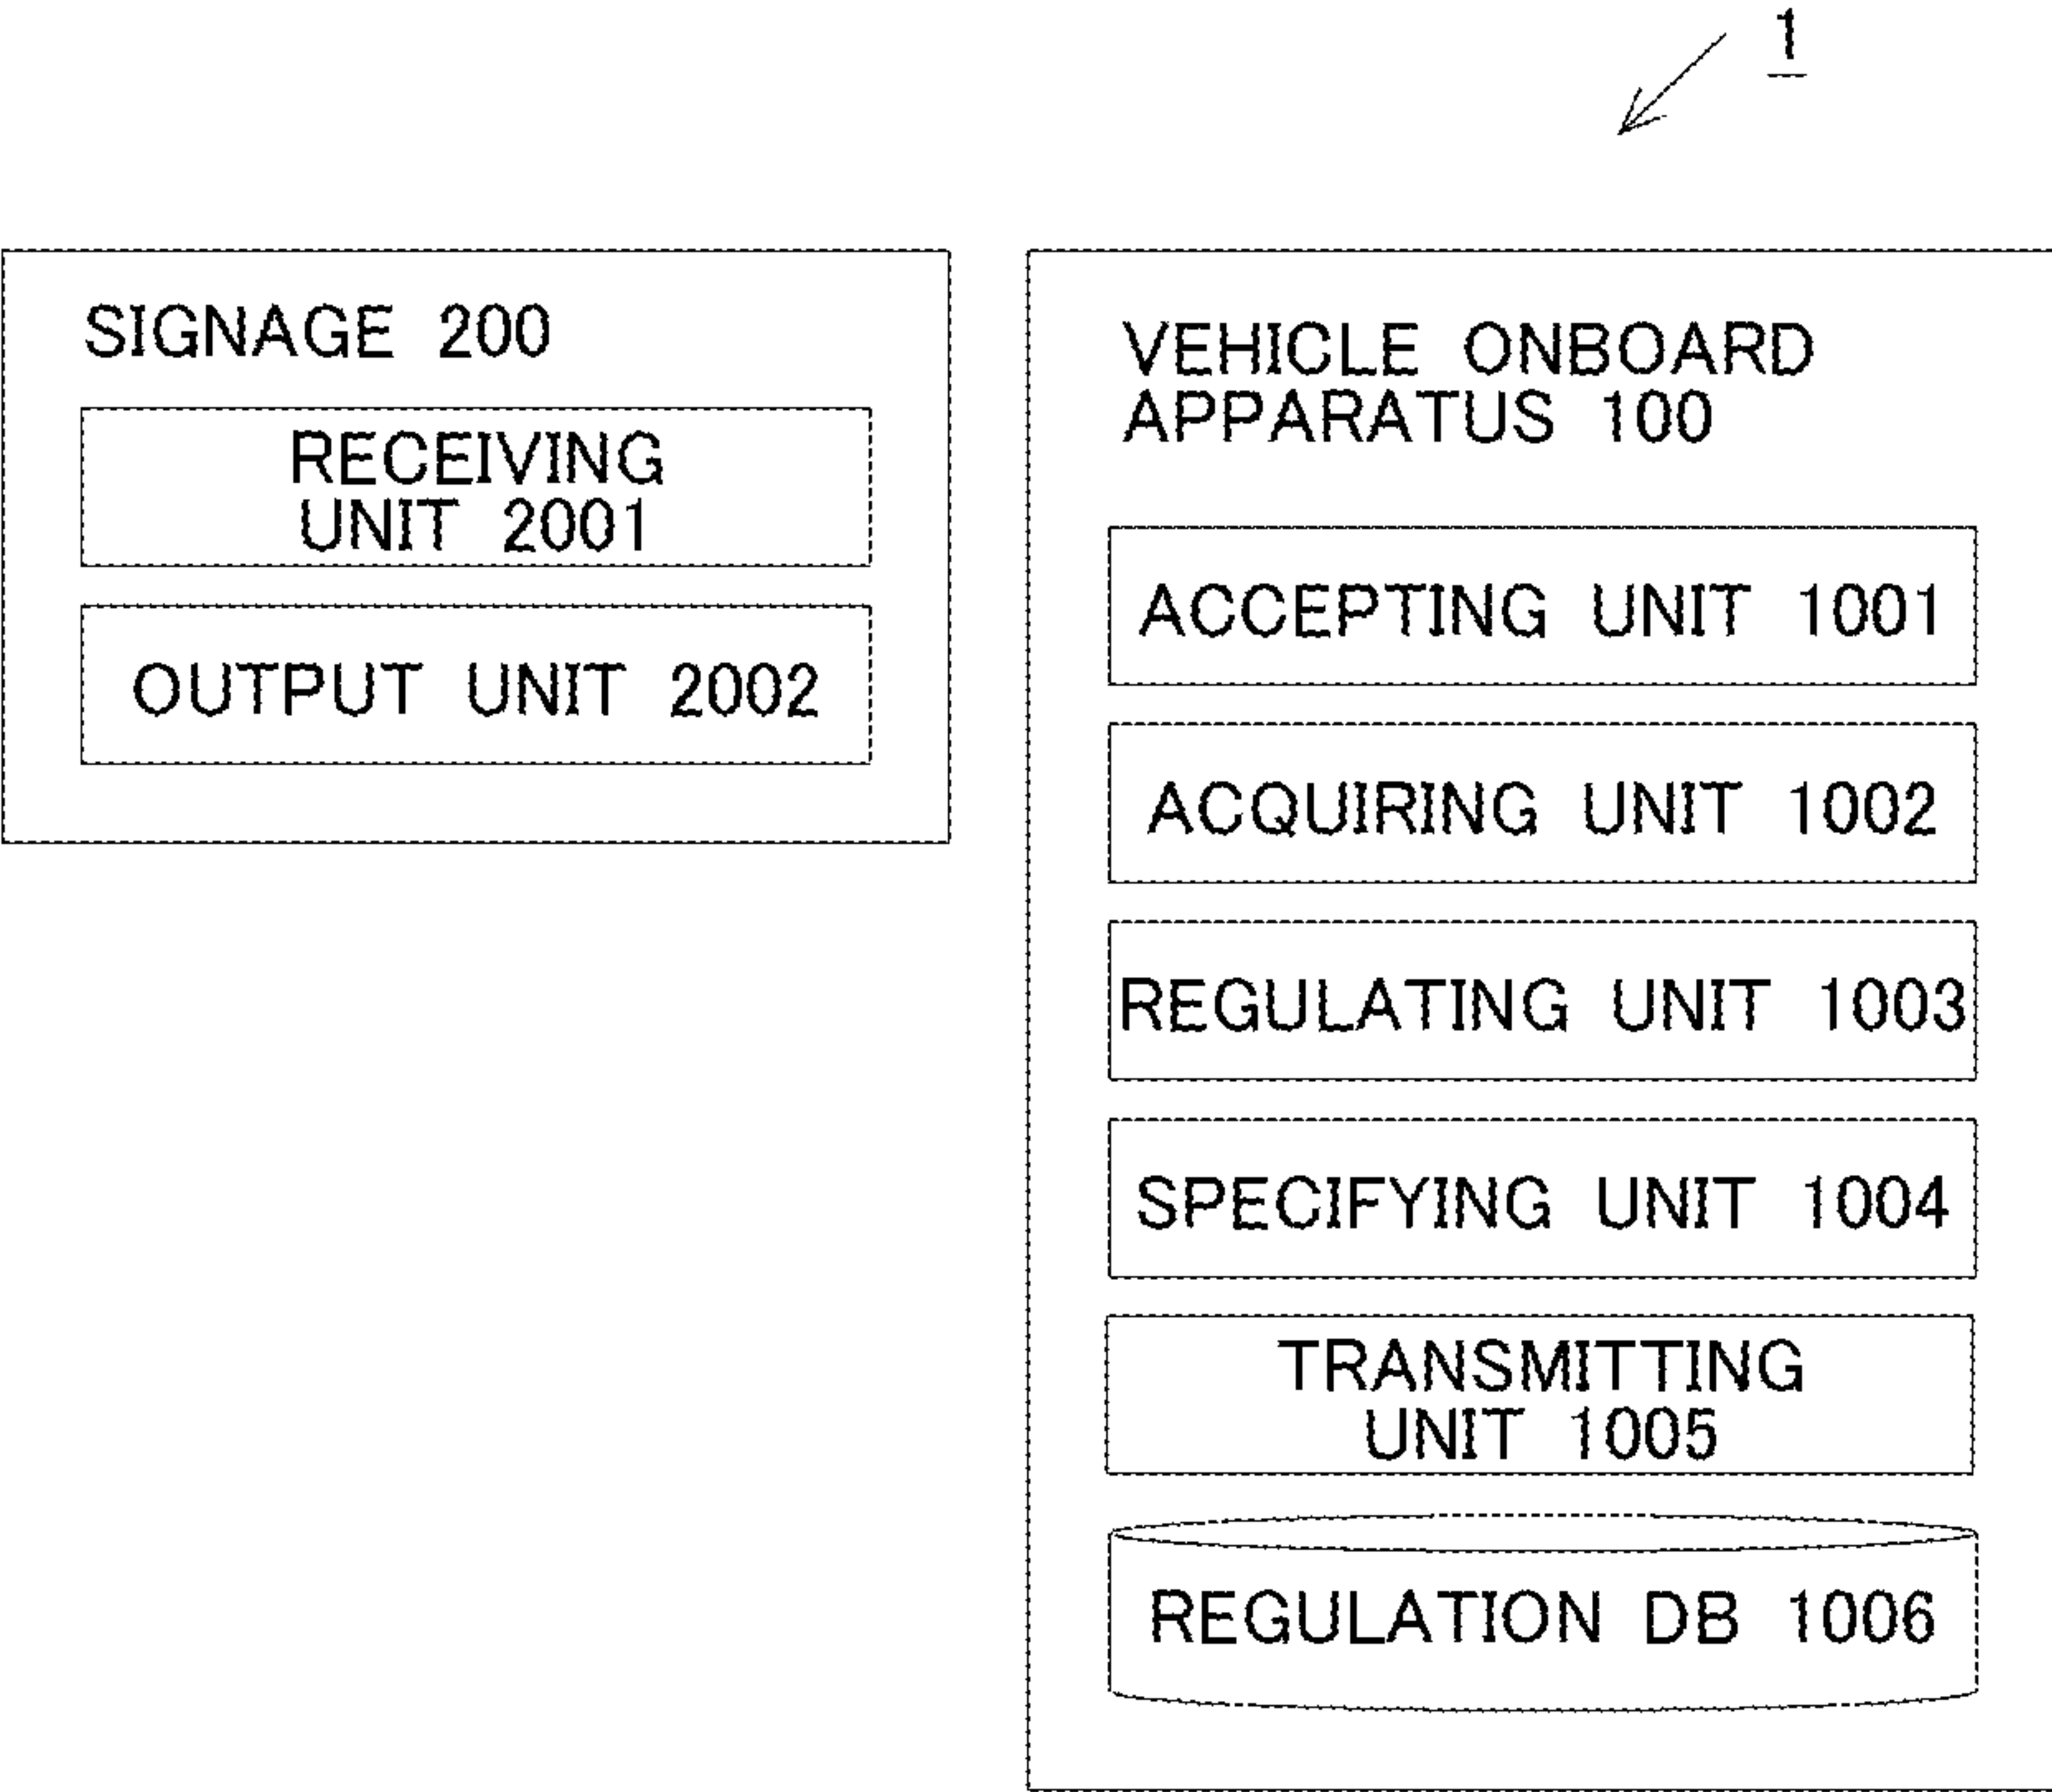 1
SIGNAGE 200
RECEIVING
UNIT 2001
OUTPUT UNIT 2002
VEHICLE ONBOARD
APPARATUS 100
ACCEPTING UNIT 1001
ACQUIRING UNIT 1002
REGULATING UNIT 1003
SPECIFYING UNIT 1004
TRANSMITTING
UNIT 1005
REGULATION DB 1006